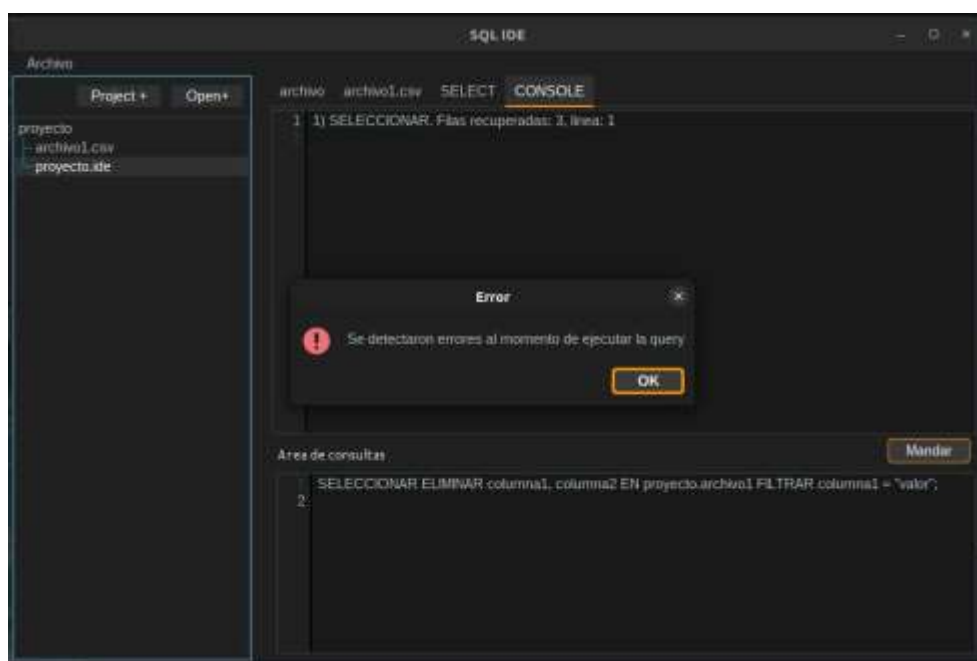 SQL IDE
Archivo
Project + Open+
proyecto
archivo1.csv
proyecto.ide
archivo archivo1.csv SELECT CONSOLE
1 1) SELECCIONAR. Filas recuperadas: 3, linea: 1
Error
Se detectaron errores al momento de ejecutar la query
OK
Area de consultas
Mandar
SELECCIONAR ELIMINAR columna1, columna2 EN proyecto.archivo1 FILTRAR columna1 = "valor";
2